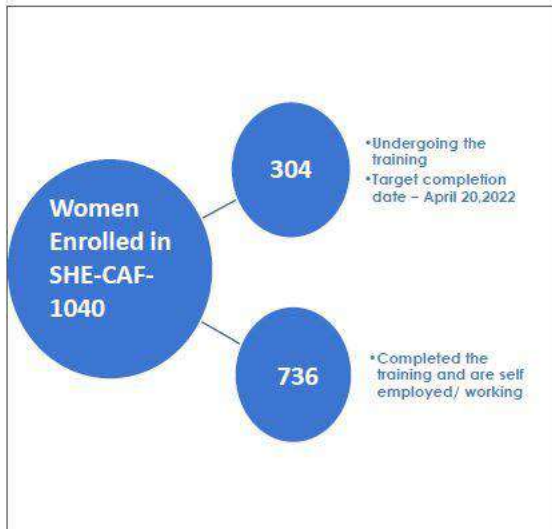 Women
Enrolled in
SHE-CAF-
1040
304
•Undergoing the
training
•Target completion
date – April 20,2022
736
•Completed the
training and are self
employed/ working